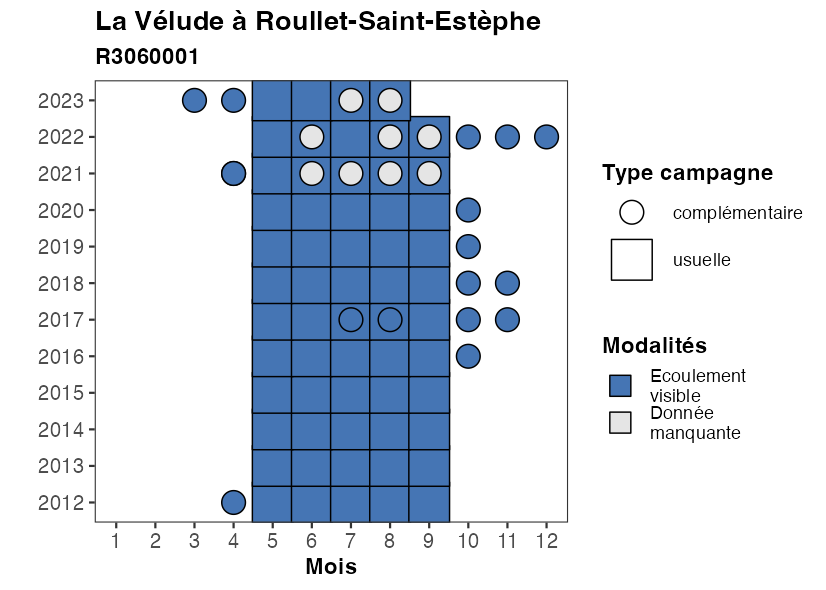 La Vélude à Roullet-Saint-Estèphe
R3060001
2023
2022
2021
2020
2019
2018
2017
2016
2015
2014
2013
2012
1 2 3 4 5 6 7 8 9 10 11 12
Mois
Type campagne
complémentaire
usuelle
Modalités
Ecoulement
visible
Donnée
manquante